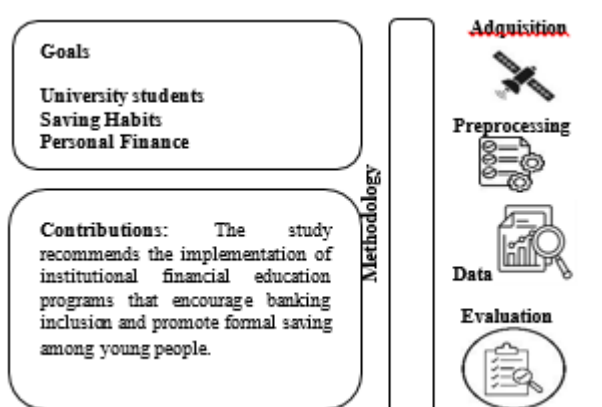 Goals
University students
Saving Habits
Personal Finance
Contributions: The study
recommends the implementation of
institutional financial education
programs that encourage banking
inclusion and promote formal saving
among young people.
Methodology
Adquisition
Preprocessing
Data
Evaluation